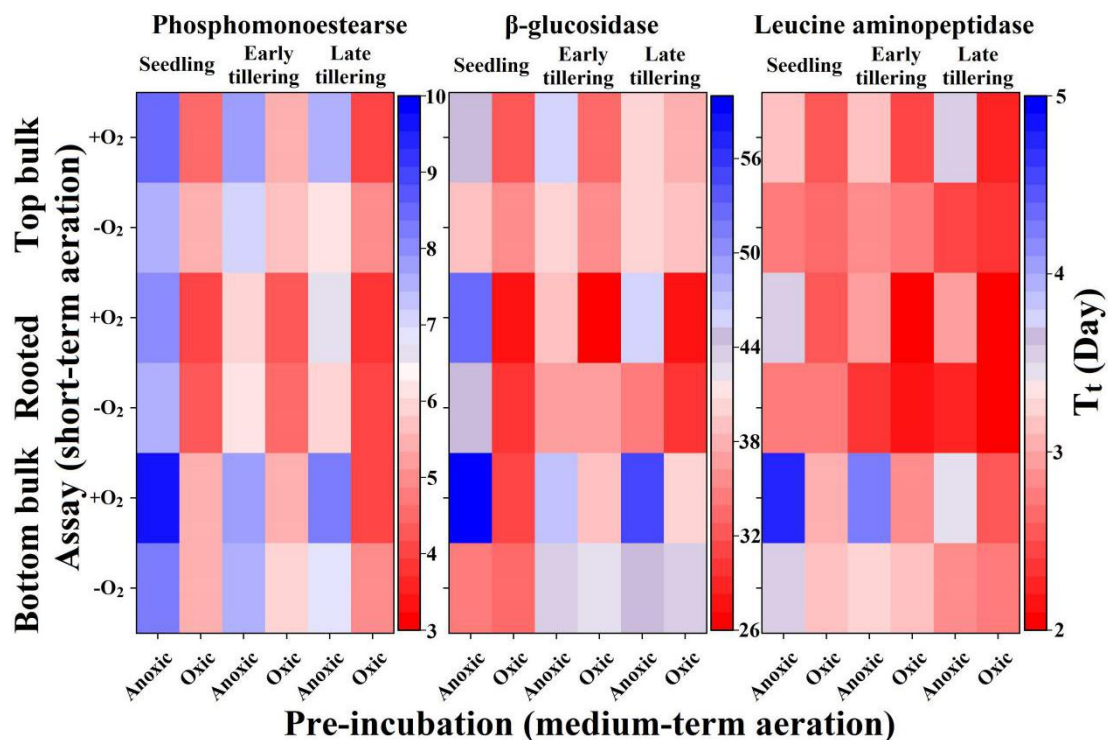 Phosphomonoestearse
β-glucosidase
Leucine aminopeptidase
Seedling
Early
tillering
Late
tillering
Seedling
Early
tillering
Late
tillering
Seedling
Early
tillering
Late
tillering
Top bulk
Rooted
Bottom bulk
Assay (short-term aeration)
+O₂
-O₂
+O₂
-O₂
+O₂
-O₂
10
9
8
7
6
5
4
3
56
50
44
38
32
26
5
4
3
2
Tₜ (Day)
Anoxic
Oxic
Anoxic
Oxic
Anoxic
Oxic
Anoxic
Oxic
Anoxic
Oxic
Anoxic
Oxic
Anoxic
Oxic
Anoxic
Oxic
Anoxic
Oxic
Pre-incubation (medium-term aeration)